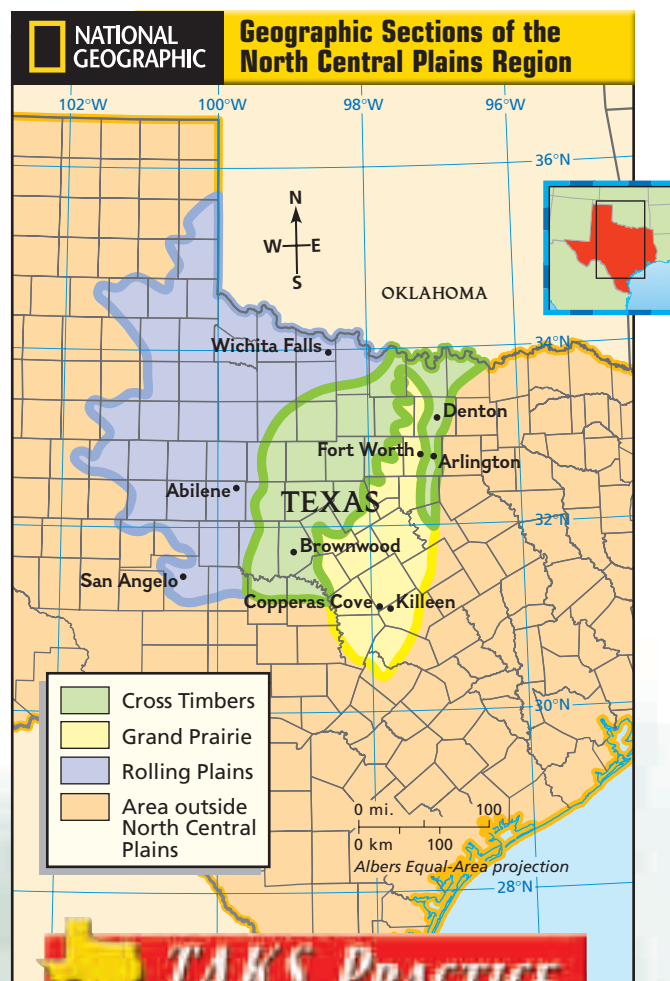 NATIONAL
GEOGRAPHIC
Geographic Sections of the
North Central Plains Region
102°W
100°W
98°W
96°W
36°N
N
W
E
S
OKLAHOMA
34°N
Wichita Falls
Denton
Fort Worth
Arlington
Abilene
TEXAS
32°N
Brownwood
San Angelo
Copperas Cove
Killeen
30°N
Cross Timbers
Grand Prairie
Rolling Plains
Area outside
North Central
Plains
0 mi.
100
0 km
100
Albers Equal-Area projection
28°N
TAKS PRACTICE